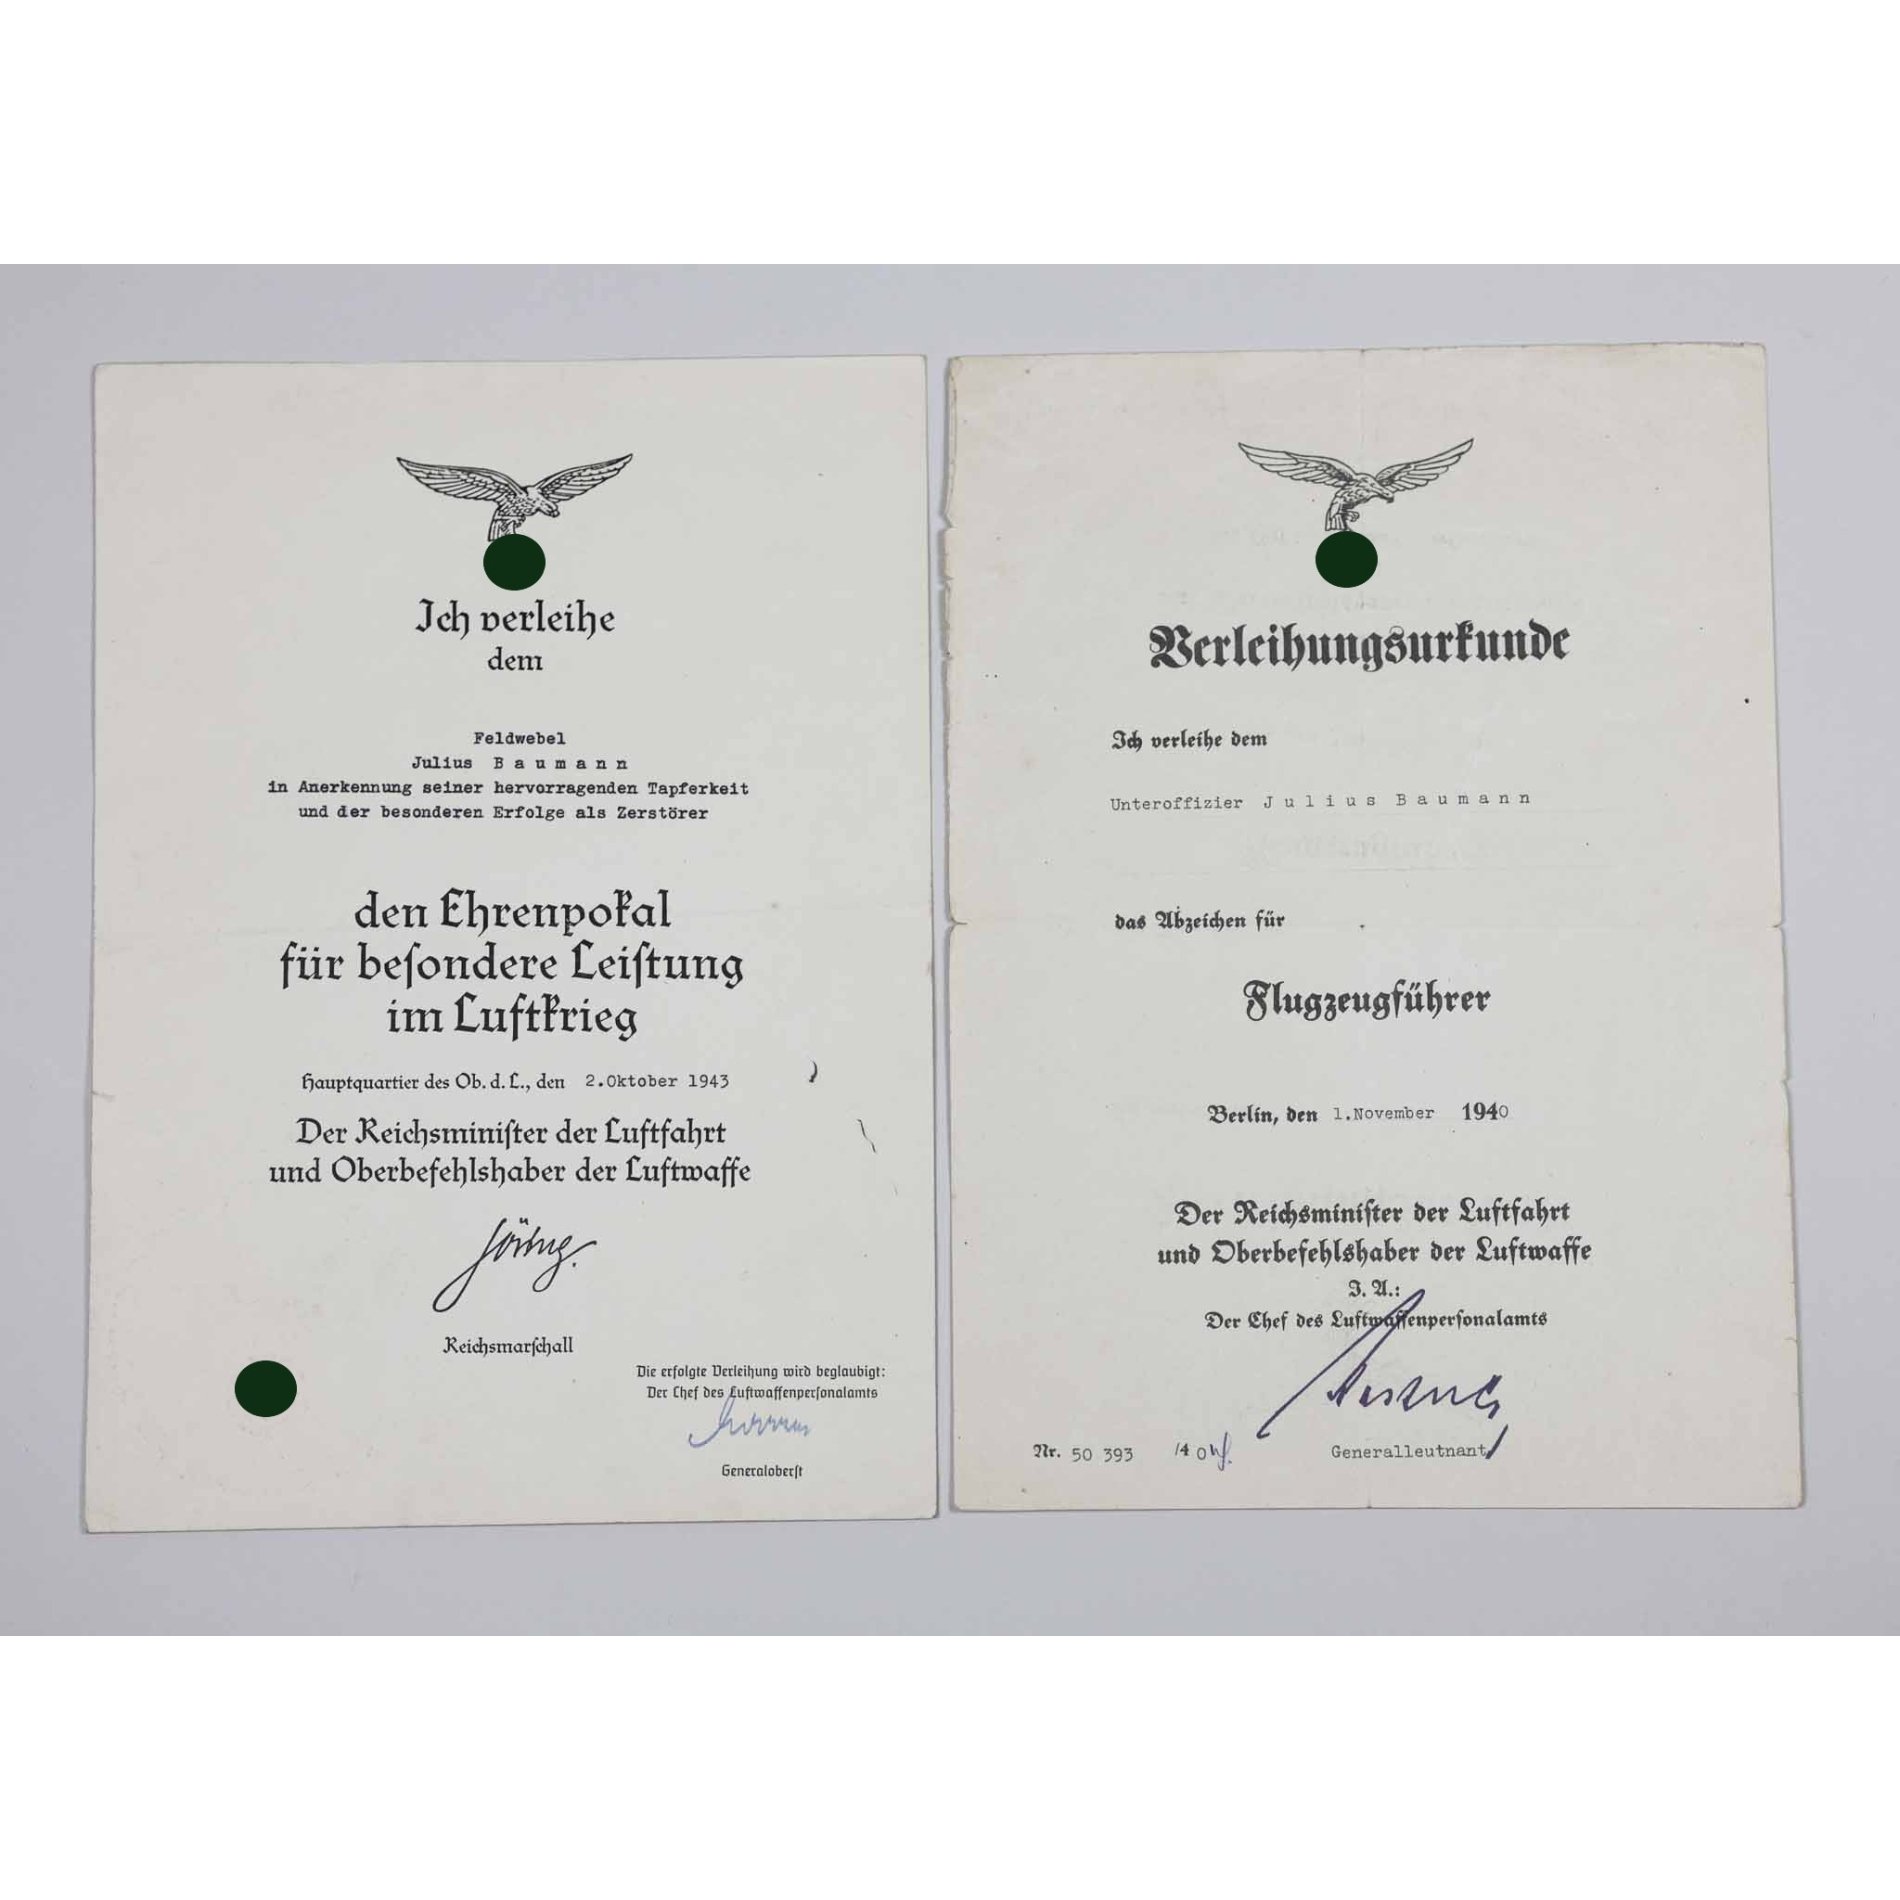 Ich verleihe
dem
Feldwebel
Julius Baumann
in Anerkennung seiner hervorragenden Tapferkeit
und der besonderen Erfolge als Zerstörer
den Ehrenpokal
für beſondere Leiſtung
im Luftkrieg
Hauptquartier des Ob. d. L., den 2.Oktober 1943
Der Reichsminiſter der Luftfahrt
und Oberbefehlshaber der Luftwaffe
Göring.
Reichsmarſchall
Die erfolgte Verleihung wird beglaubigt:
Der Chef des Luftwaffenperſonalamts
Generaloberſt
Verleihungsurkunde
Ich verleihe dem
Unteroffizier Julius Baumann
das Abzeichen für
Flugzeugführer
Berlin, den 1.November 1940
Der Reichsminiſter der Luftfahrt
und Oberbefehlshaber der Luftwaffe
J. A.:
Der Chef des Luftwaffenperſonalamts
Nr. 50 393 /40
Generalleutnant